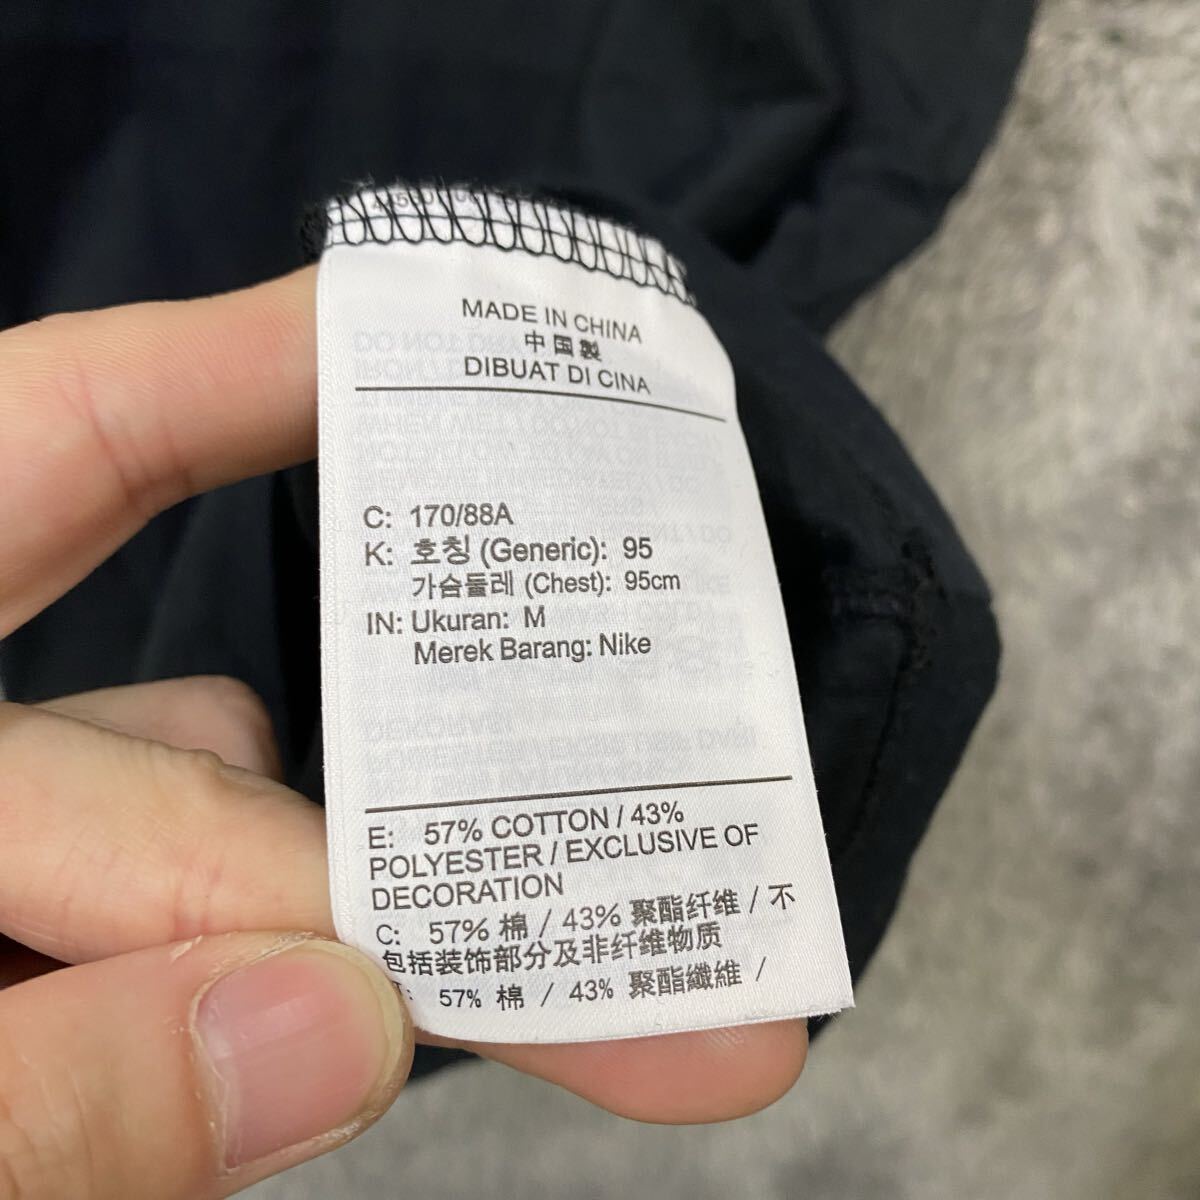 MADE IN CHINA
中国製
DIBUAT DI CINA
C: 170/88A
K: 호칭 (Generic): 95
가슴둘레 (Chest): 95cm
IN: Ukuran: M
Merek Barang: Nike
E: 57% COTTON / 43%
POLYESTER / EXCLUSIVE OF
DECORATION
C: 57% 棉 / 43% 聚酯纤维 / 不
包括装饰部分及非纤维物质
57% 棉 / 43% 聚酯纖維 /